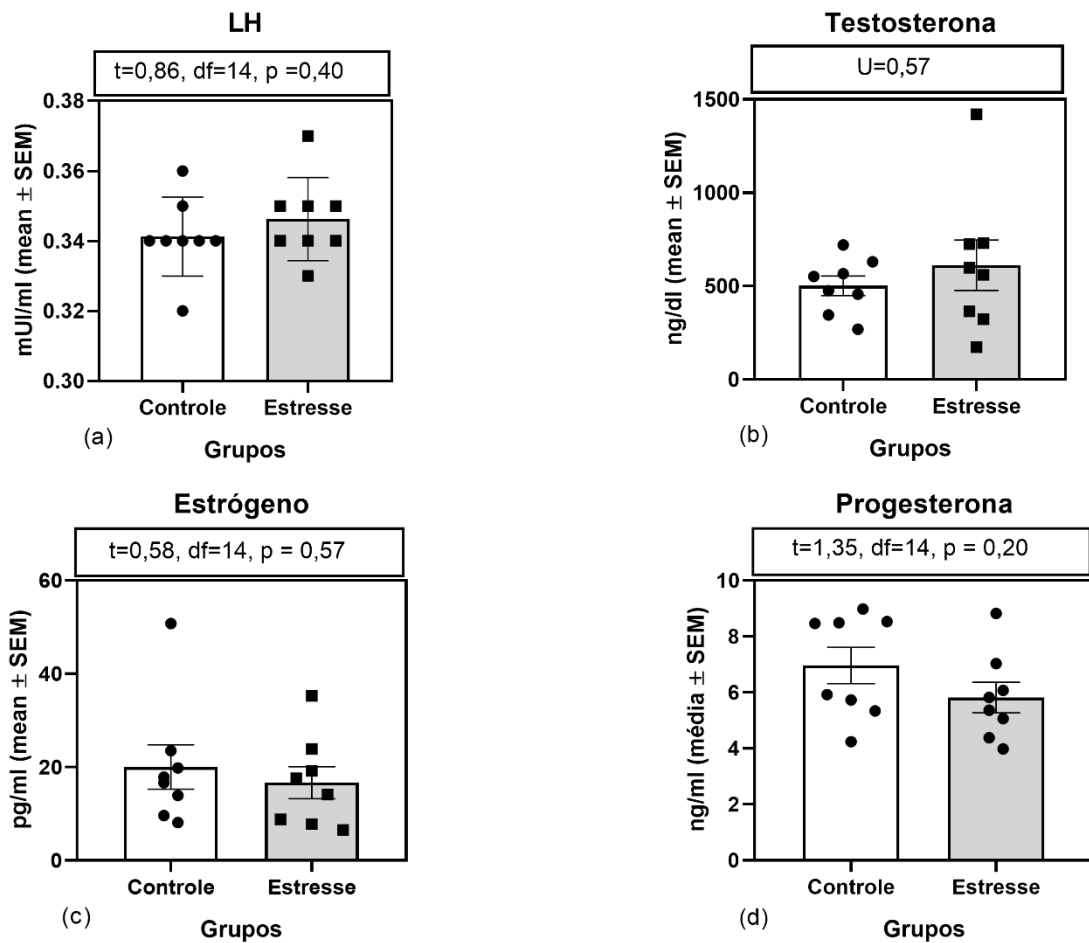 LH
t=0,86, df=14, p =0,40
0.38
0.36
0.34
0.32
0.30
mUI/ml (mean ± SEM)
Controle
Estresse
(a)
Grupos
Testosterona
U=0,57
1500
1000
500
0
ng/dl (mean ± SEM)
Controle
Estresse
(b)
Grupos
Estrógeno
t=0,58, df=14, p = 0,57
60
40
20
0
pg/ml (mean ± SEM)
Controle
Estresse
(c)
Grupos
Progesterona
t=1,35, df=14, p = 0,20
10
8
6
4
2
0
ng/ml (média ± SEM)
Controle
Estresse
(d)
Grupos